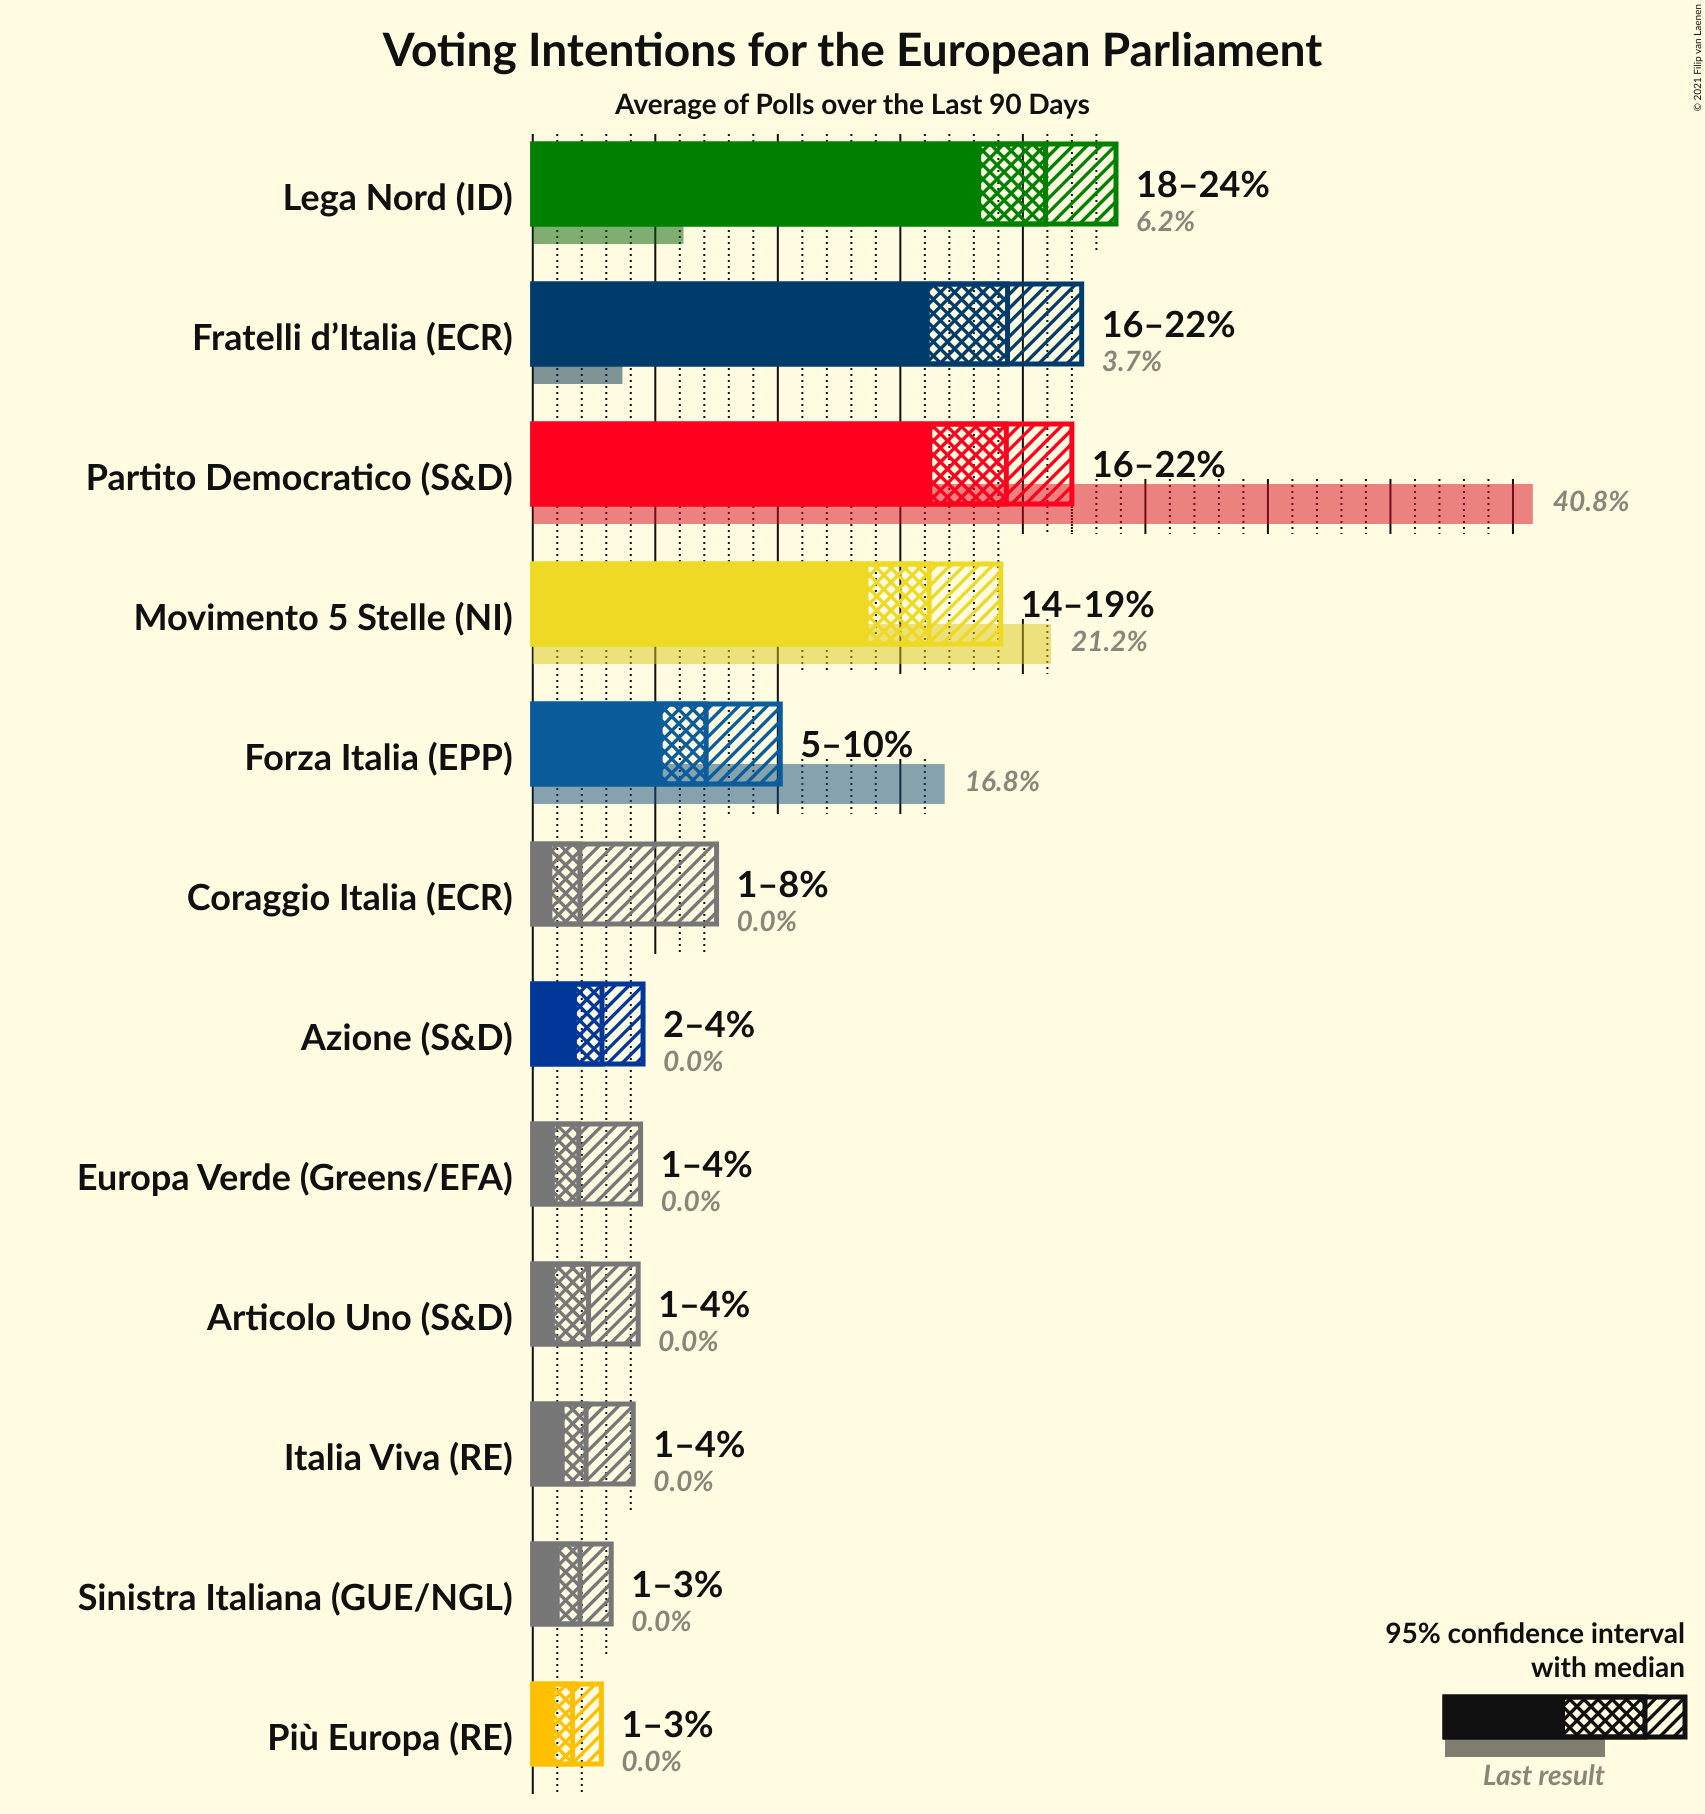 Voting Intentions for the European Parliament
Average of Polls over the Last 90 Days
© 2021 Filip van Laenen
Lega Nord (ID)
18–24%
6.2%
Fratelli d’Italia (ECR)
16–22%
3.7%
Partito Democratico (S&D)
16–22%
40.8%
Movimento 5 Stelle (NI)
14–19%
21.2%
Forza Italia (EPP)
5–10%
16.8%
Coraggio Italia (ECR)
1–8%
0.0%
Azione (S&D)
2–4%
0.0%
Europa Verde (Greens/EFA)
1–4%
0.0%
Articolo Uno (S&D)
1–4%
0.0%
Italia Viva (RE)
1–4%
0.0%
Sinistra Italiana (GUE/NGL)
1–3%
0.0%
Più Europa (RE)
1–3%
0.0%
95% confidence interval
with median
Last result